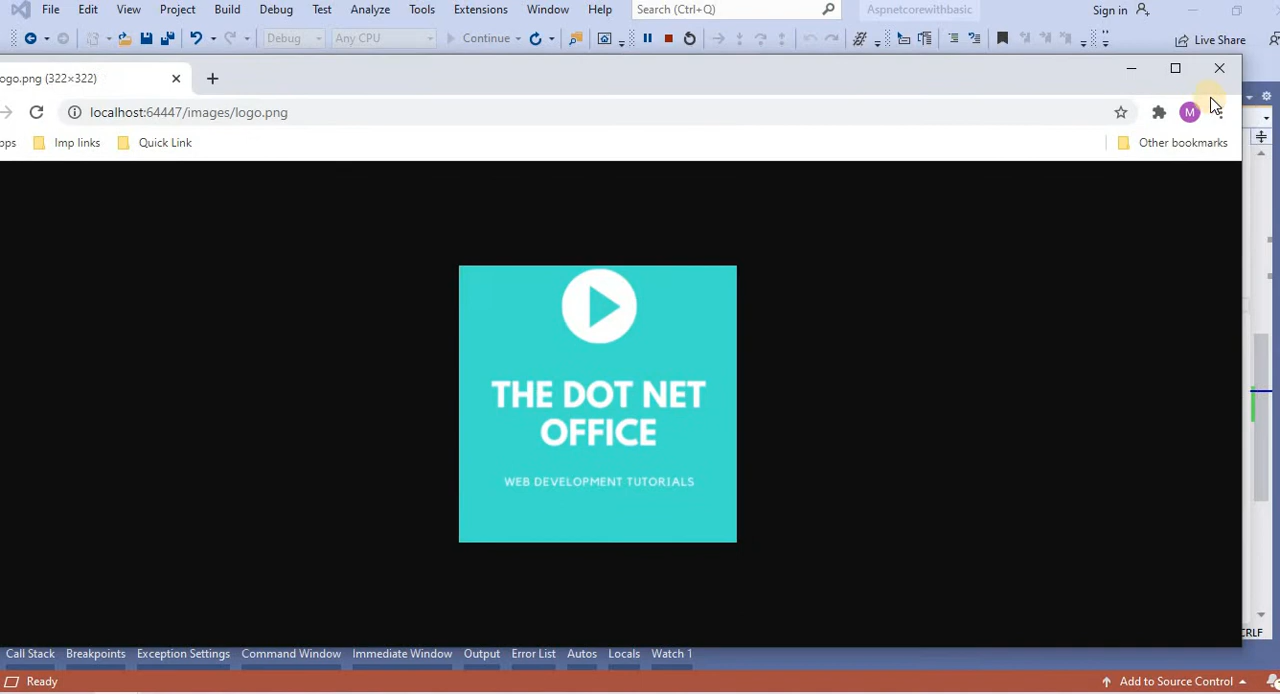 File Edit View Project Build Debug Test Analyze Tools Extensions Window Help Search (Ctrl+Q) Aspnetcorewithbasic Sign in
Debug Any CPU Continue Live Share
ogo.png (322×322)
localhost:64447/images/logo.png M
pps Imp links Quick Link Other bookmarks
THE DOT NET
OFFICE
WEB DEVELOPMENT TUTORIALS
CRLF
Call Stack Breakpoints Exception Settings Command Window Immediate Window Output Error List Autos Locals Watch 1
Ready Add to Source Control